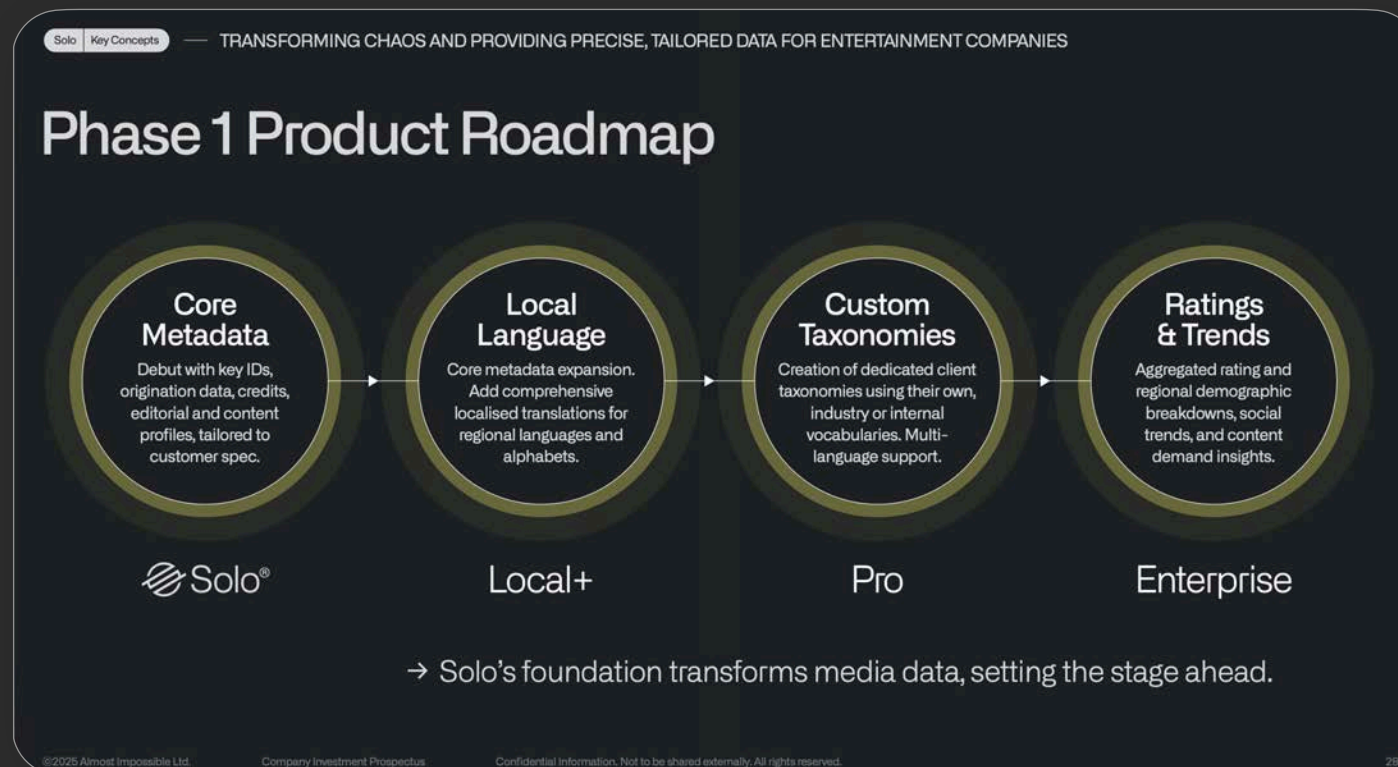 Solo Key Concepts
TRANSFORMING CHAOS AND PROVIDING PRECISE, TAILORED DATA FOR ENTERTAINMENT COMPANIES
Phase 1 Product Roadmap
Core
Metadata
Debut with key IDs,
origination data, credits,
editorial and content
profiles, tailored to
customer spec.
Solo®
Local
Language
Core metadata expansion.
Add comprehensive
localised translations for
regional languages and
alphabets.
Local+
Custom
Taxonomies
Creation of dedicated client
taxonomies using their own,
industry or internal
vocabularies. Multi-
language support.
Pro
Ratings
& Trends
Aggregated rating and
regional demographic
breakdowns, social
trends, and content
demand insights.
Enterprise
→ Solo's foundation transforms media data, setting the stage ahead.
©2025 Almost Impossible Ltd.
Company Investment Prospectus
Confidential Information. Not to be shared externally. All rights reserved.